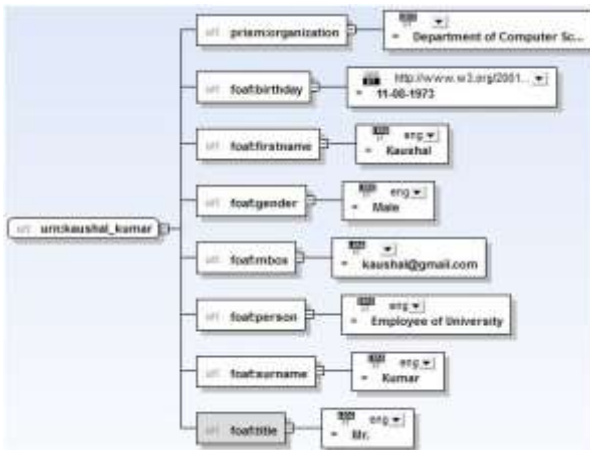 prism:organization
Department of Computer Sc...
foaf:birthday
http://www.w3.org/2001...
11-08-1973
foaf:firstname
eng
Kaushal
foaf:gender
eng
Male
urn:kaushal_kumar
foaf:mbox
kaushal@gmail.com
foaf:person
eng
Employee of University
foaf:surname
eng
Kumar
foaf:title
eng
Mr.